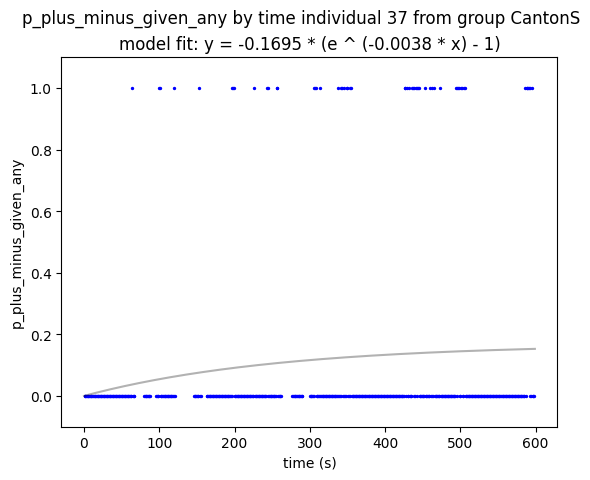 p_plus_minus_given_any by time individual 37 from group CantonS
model fit: y = -0.1695 * (e ^ (-0.0038 * x) - 1)
1.0
0.8
0.6
0.4
0.2
0.0
p_plus_minus_given_any
0 100 200 300 400 500 600
time (s)